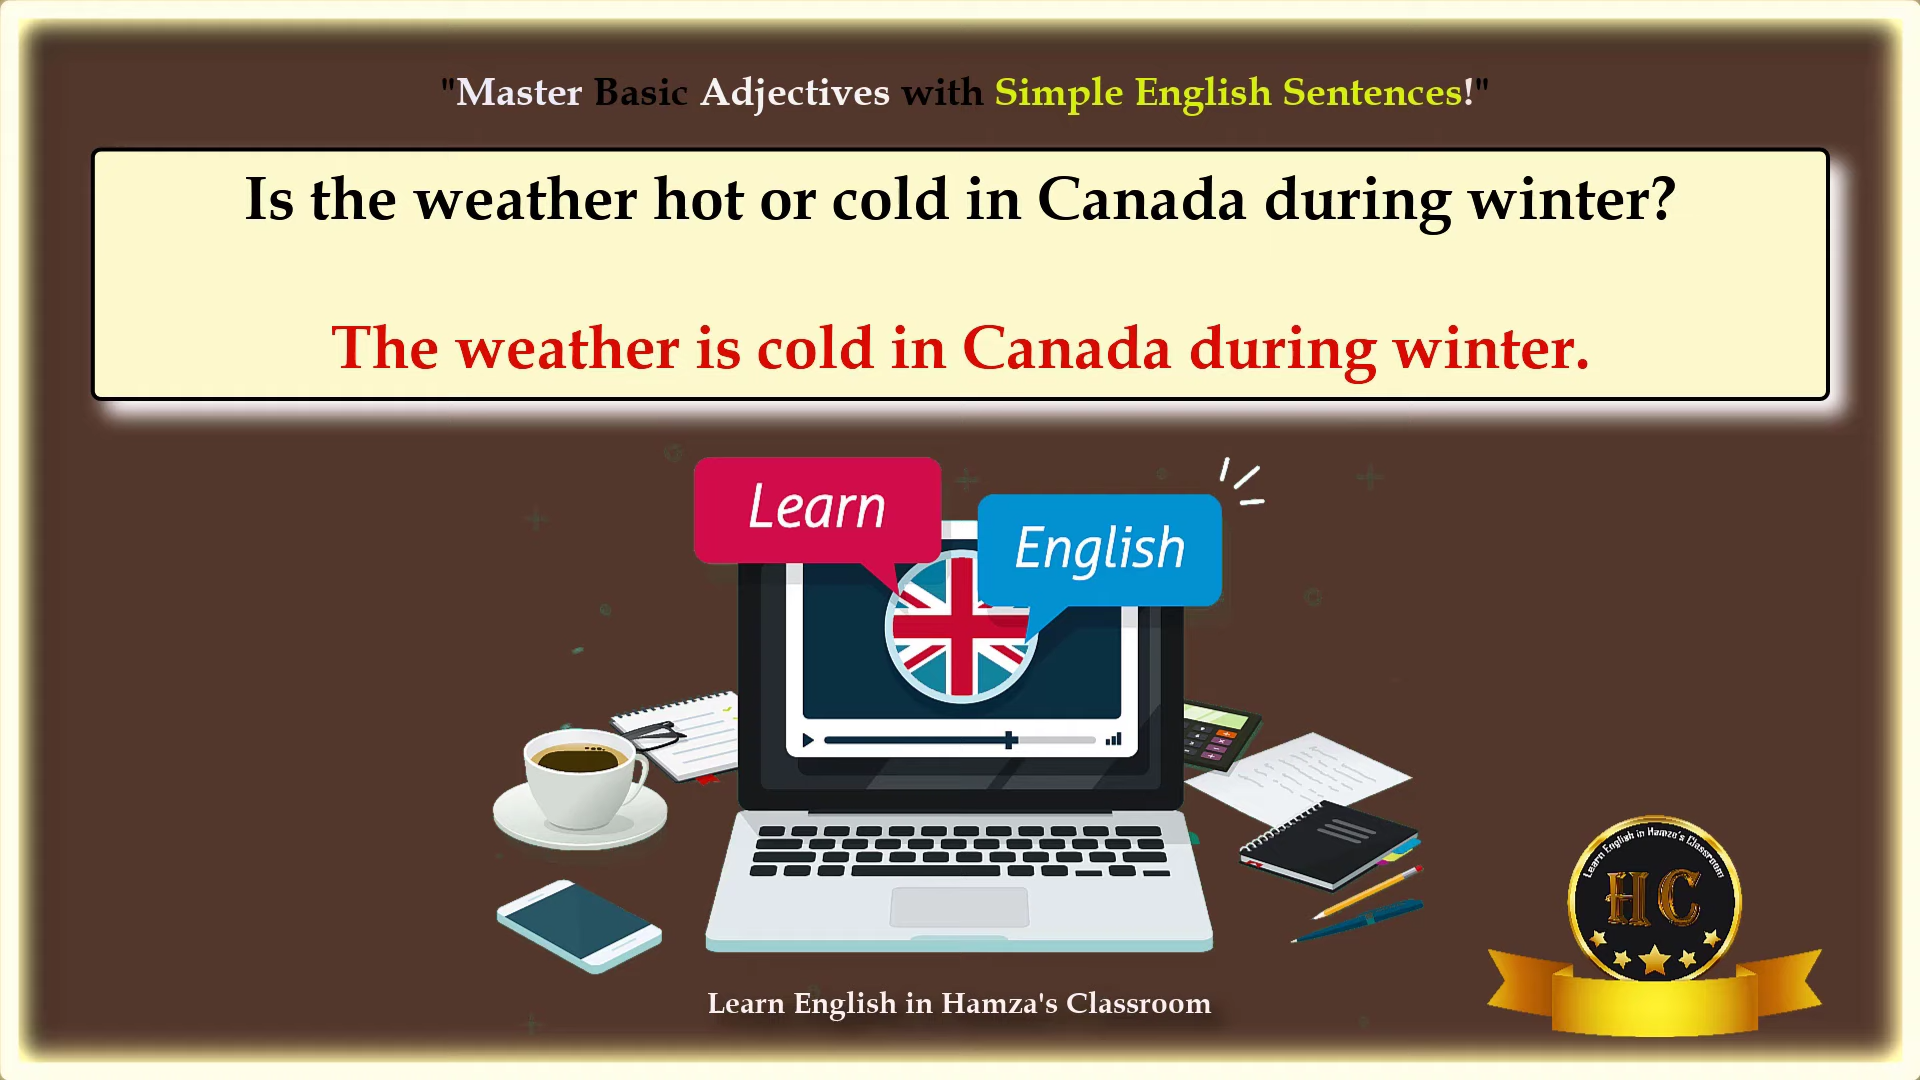 "Master Basic Adjectives with Simple English Sentences!"
Is the weather hot or cold in Canada during winter?
The weather is cold in Canada during winter.
Learn
English
Learn English in Hamza's Classroom
HC
Learn English in Hamza's Classroom